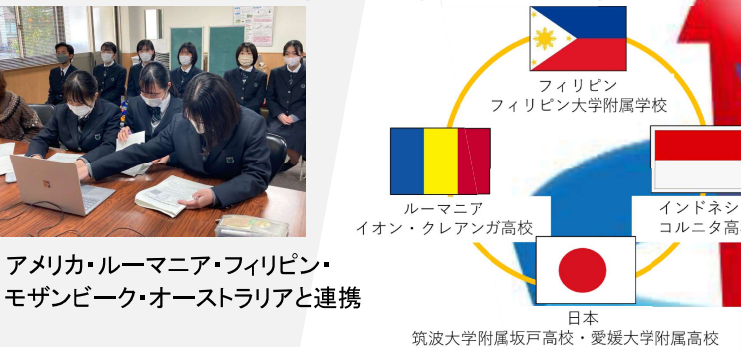 アメリカ・ルーマニア・フィリピン・
モザンビーク・オーストラリアと連携
フィリピン
フィリピン大学附属学校
ルーマニア
イオン・クレアンガ高校
インドネシ
コルニタ高
日本
筑波大学附属坂戸高校・愛媛大学附属高校